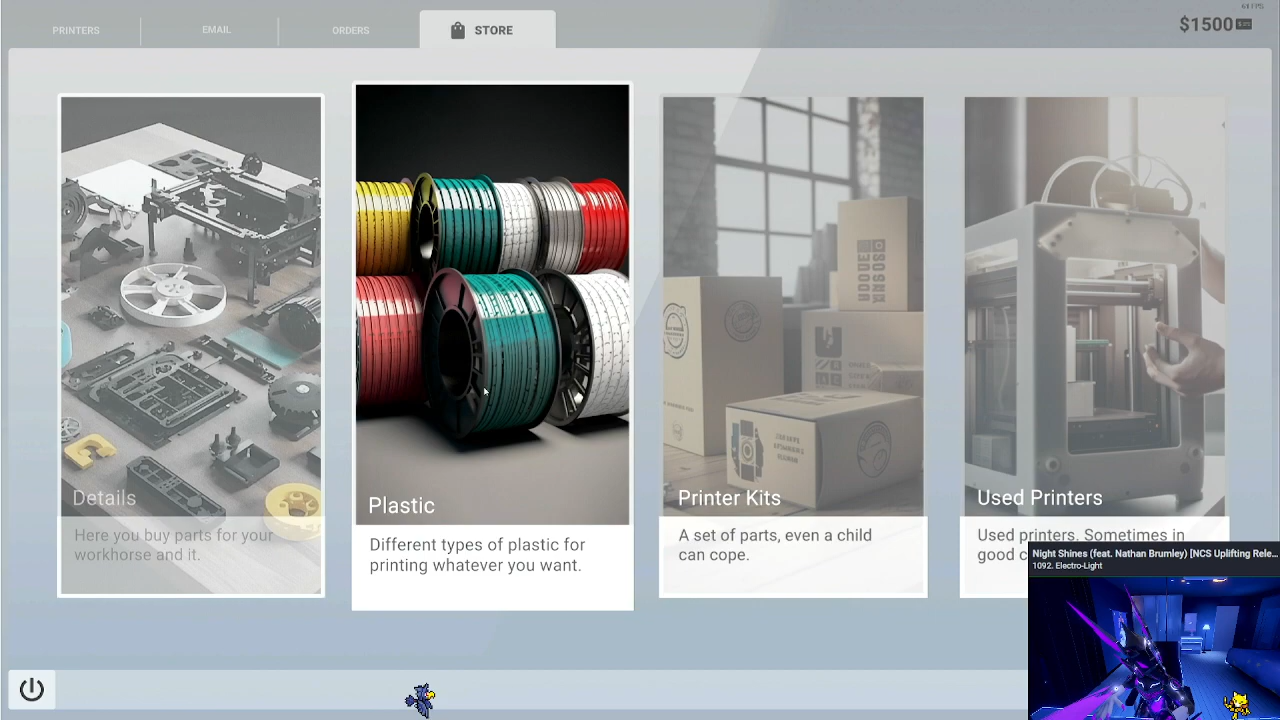 PRINTERS
EMAIL
ORDERS
STORE
$1500
Details
Here you buy parts for your
workhorse and it.
Plastic
Different types of plastic for
printing whatever you want.
Printer Kits
A set of parts, even a child
can cope.
Used Printers
Used printers. Sometimes in
good c
Night Shines (feat. Nathan Brumley) [NCS Uplifting Rele...
1092. Electro-Light